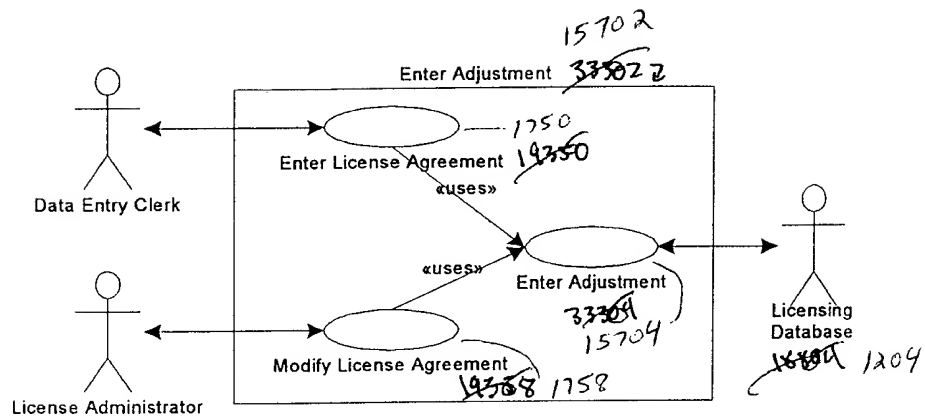 15702
Enter Adjustment
1750
Enter License Agreement
«uses»
Data Entry Clerk
«uses»
Enter Adjustment
15704
Licensing
Database
1204
Modify License Agreement
1758
License Administrator